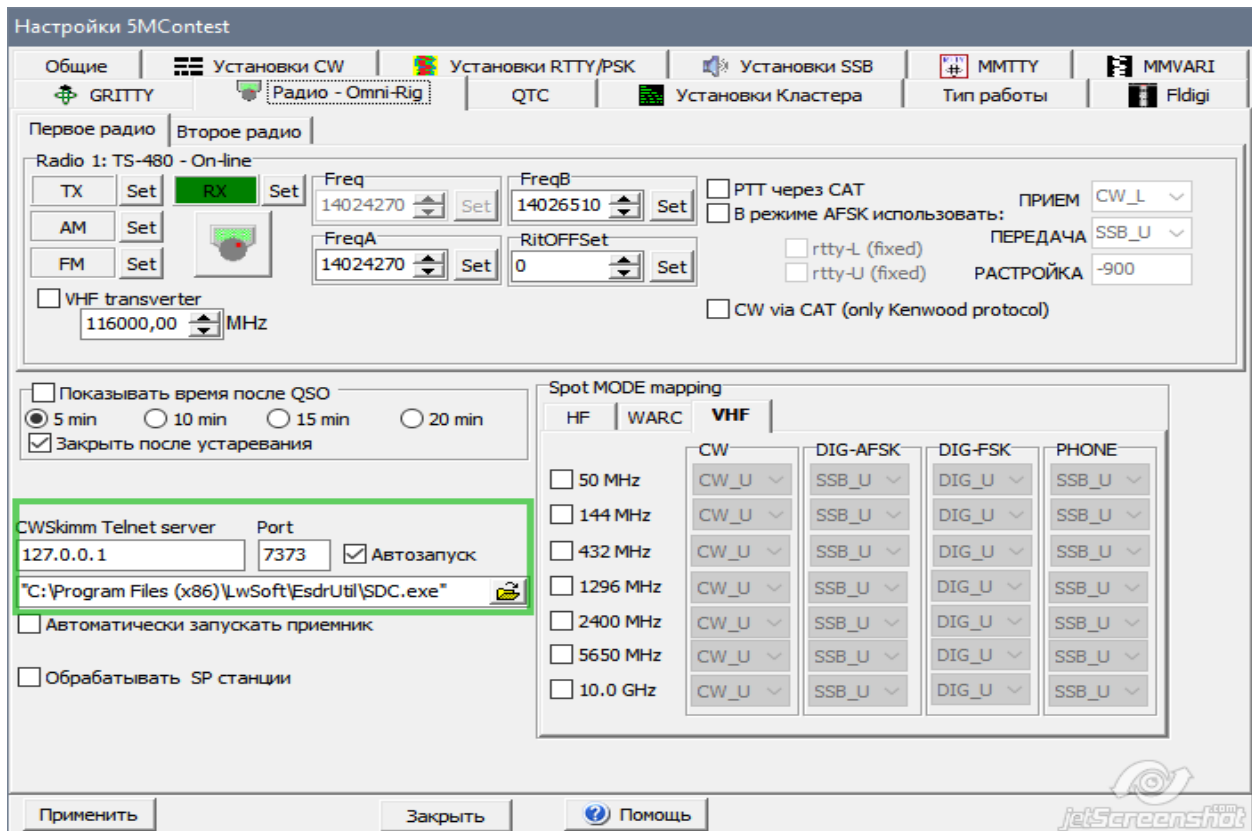 Настройки 5MContest
Общие Установки CW Установки RTTY/PSK Установки SSB MMTTY MMVARI
GRITTY Радио - Omni-Rig QTC Установки Кластера Тип работы Fldigi
Первое радио Второе радио
Radio 1: TS-480 - On-line
TX Set RX Set Freq FreqB
14024270 Set 14026510 Set
AM Set
FreqA RitOFFSet
FM Set 14024270 Set 0 Set
PTT через CAT ПРИЕМ CW_L
В режиме AFSK использовать:
ПЕРЕДАЧА SSB_U
rtty-L (fixed)
rtty-U (fixed) РАСТРОЙКА -900
VHF transverter
116000,00 MHz
CW via CAT (only Kenwood protocol)
Показывать время после QSO
5 min 10 min 15 min 20 min
Закрыть после устаревания
CWSkimm Telnet server Port
127.0.0.1 7373 Автозапуск
"C:\Program Files (x86)\LwSoft\EsdrUtil\SDC.exe"
Автоматически запускать приемник
Обрабатывать SP станции
Spot MODE mapping
HF WARC VHF
CW DIG-AFSK DIG-FSK PHONE
50 MHz CW_U SSB_U DIG_U SSB_U
144 MHz CW_U SSB_U DIG_U SSB_U
432 MHz CW_U SSB_U DIG_U SSB_U
1296 MHz CW_U SSB_U DIG_U SSB_U
2400 MHz CW_U SSB_U DIG_U SSB_U
5650 MHz CW_U SSB_U DIG_U SSB_U
10.0 GHz CW_U SSB_U DIG_U SSB_U
Применить Закрыть Помощь
jetScreenshot.com